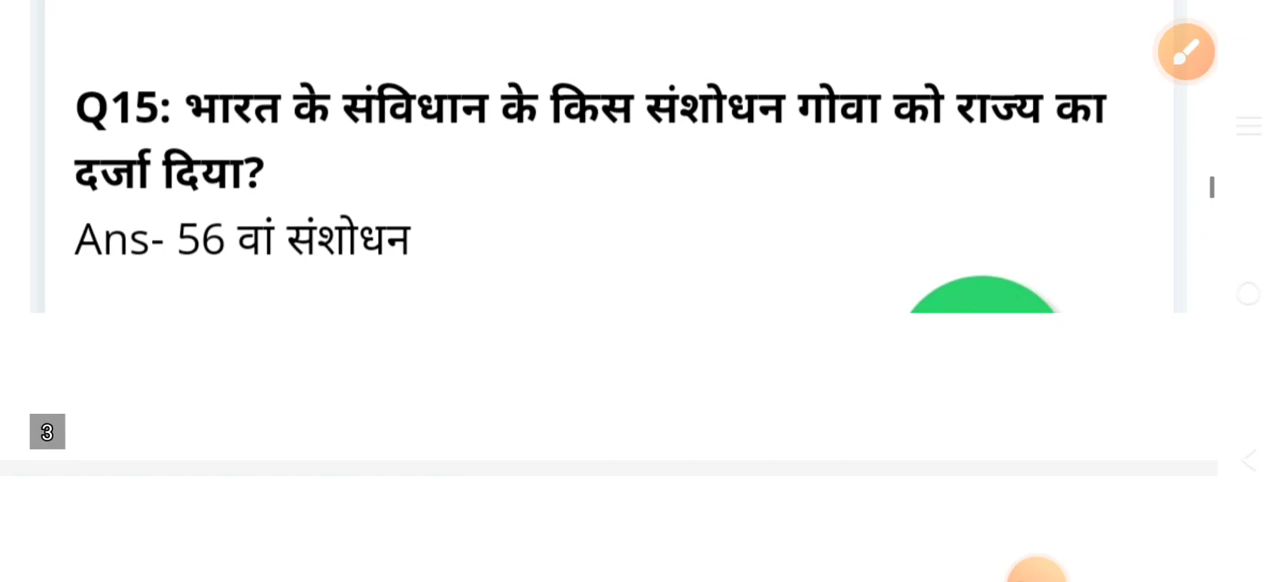 Q15: भारत के संविधान के किस संशोधन गोवा को राज्य का
दर्जा दिया?
Ans- 56 वां संशोधन
3